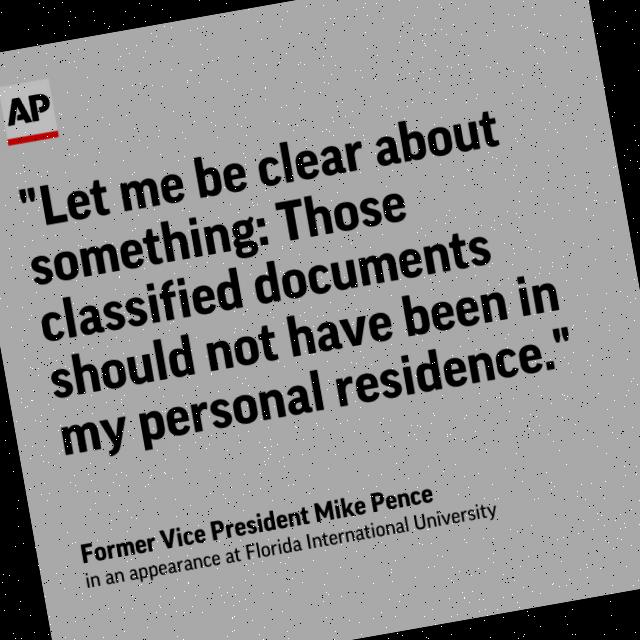 AP
"Let me be clear about
something: Those
classified documents
should not have been in
my personal residence."
Former Vice President Mike Pence
in an appearance at Florida International University